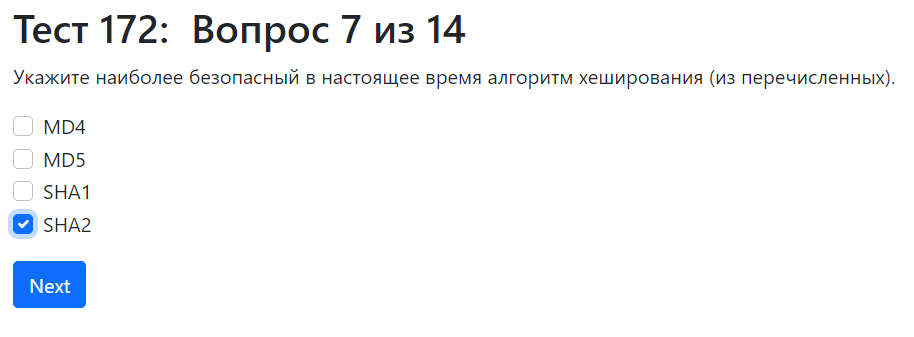 Тест 172: Вопрос 7 из 14
Укажите наиболее безопасный в настоящее время алгоритм хеширования (из перечисленных).
MD4
MD5
SHA1
SHA2
Next